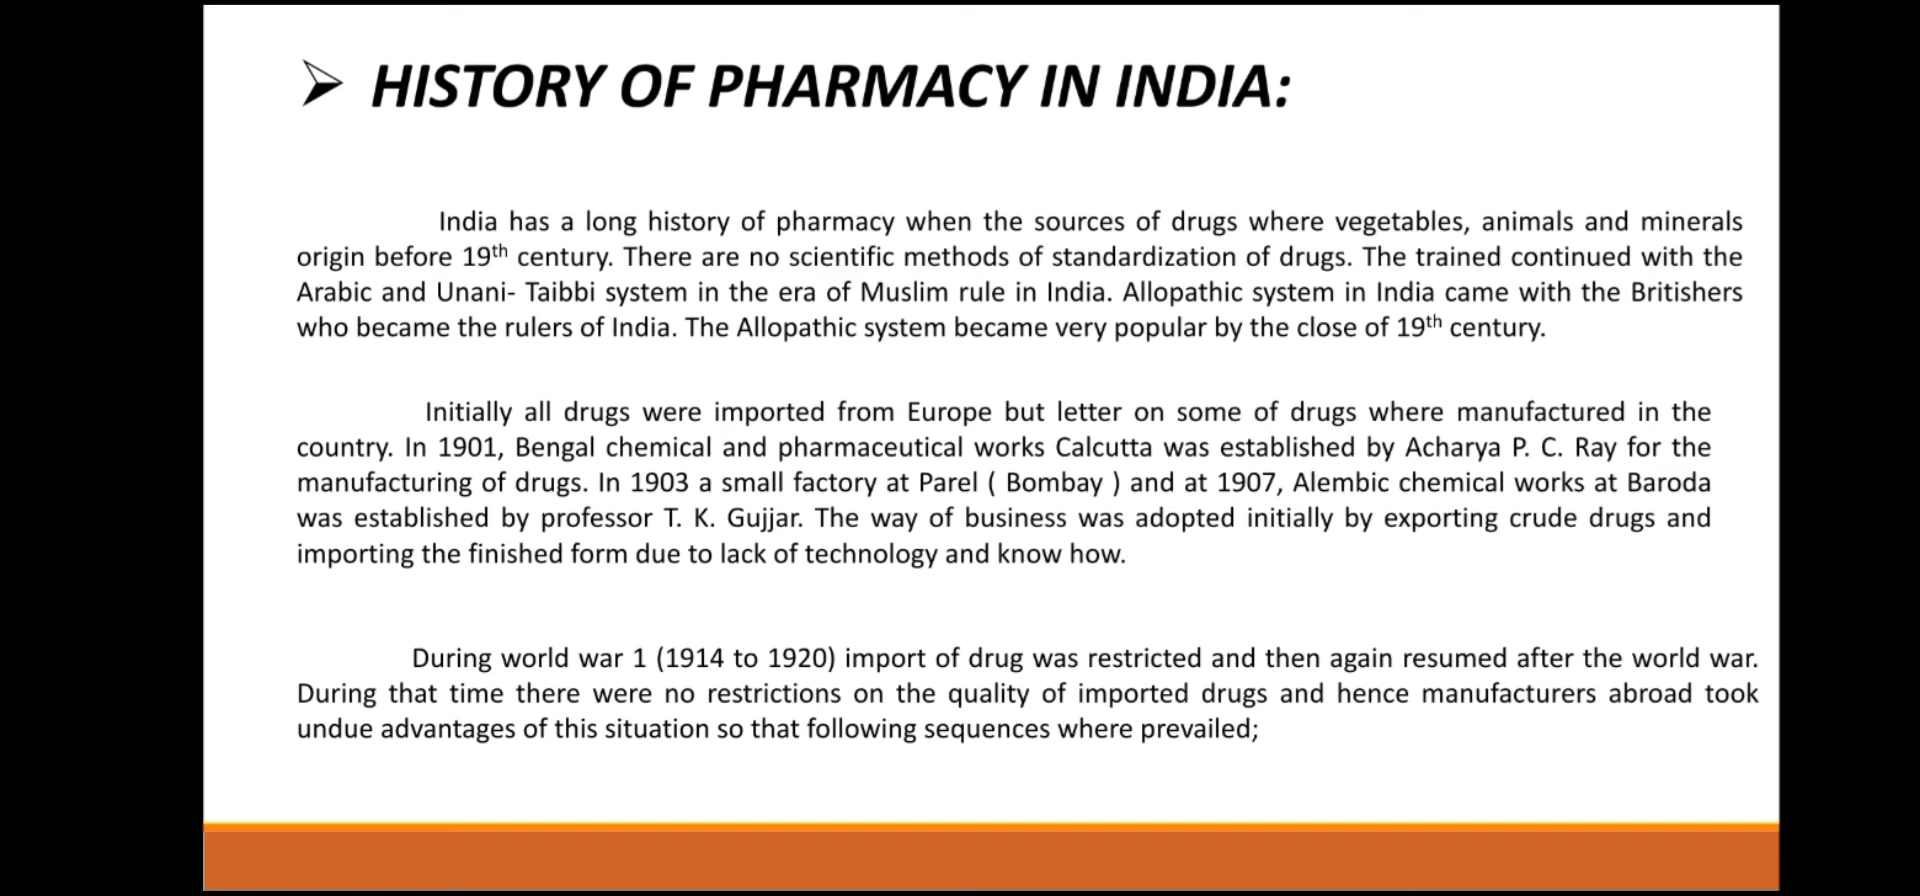 HISTORY OF PHARMACY IN INDIA:
India has a long history of pharmacy when the sources of drugs where vegetables, animals and minerals
origin before 19th century. There are no scientific methods of standardization of drugs. The trained continued with the
Arabic and Unani- Taibbi system in the era of Muslim rule in India. Allopathic system in India came with the Britishers
who became the rulers of India. The Allopathic system became very popular by the close of 19th century.
Initially all drugs were imported from Europe but letter on some of drugs where manufactured in the
country. In 1901, Bengal chemical and pharmaceutical works Calcutta was established by Acharya P. C. Ray for the
manufacturing of drugs. In 1903 a small factory at Parel ( Bombay ) and at 1907, Alembic chemical works at Baroda
was established by professor T. K. Gujjar. The way of business was adopted initially by exporting crude drugs and
importing the finished form due to lack of technology and know how.
During world war 1 (1914 to 1920) import of drug was restricted and then again resumed after the world war.
During that time there were no restrictions on the quality of imported drugs and hence manufacturers abroad took
undue advantages of this situation so that following sequences where prevailed;